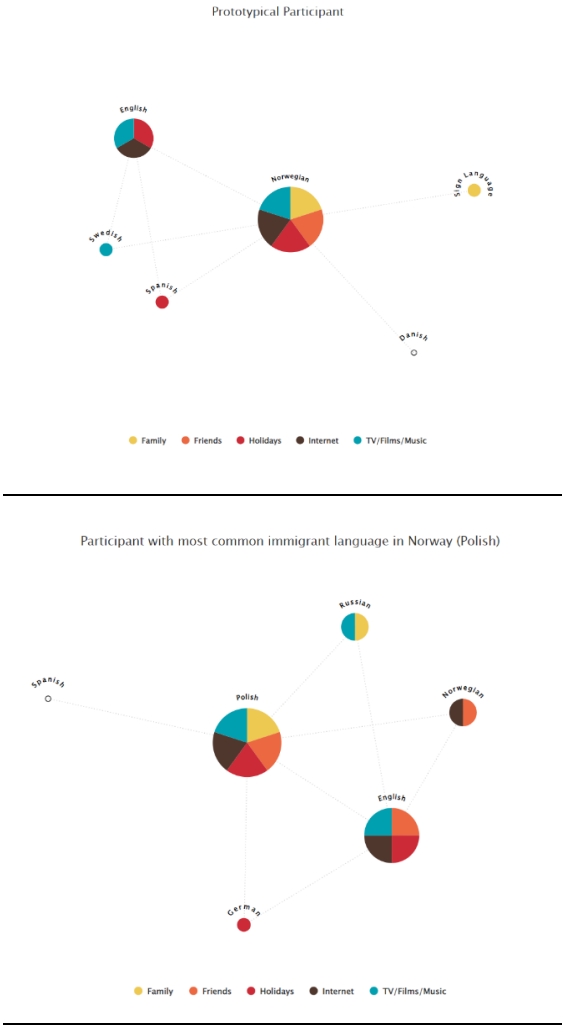 Prototypical Participant
English
Norwegian
Sign Language
Swedish
Spanish
Danish
Family Friends Holidays Internet TV/Films/Music
Participant with most common immigrant language in Norway (Polish)
Russian
Spanish
Norwegian
Polish
English
German
Family Friends Holidays Internet TV/Films/Music